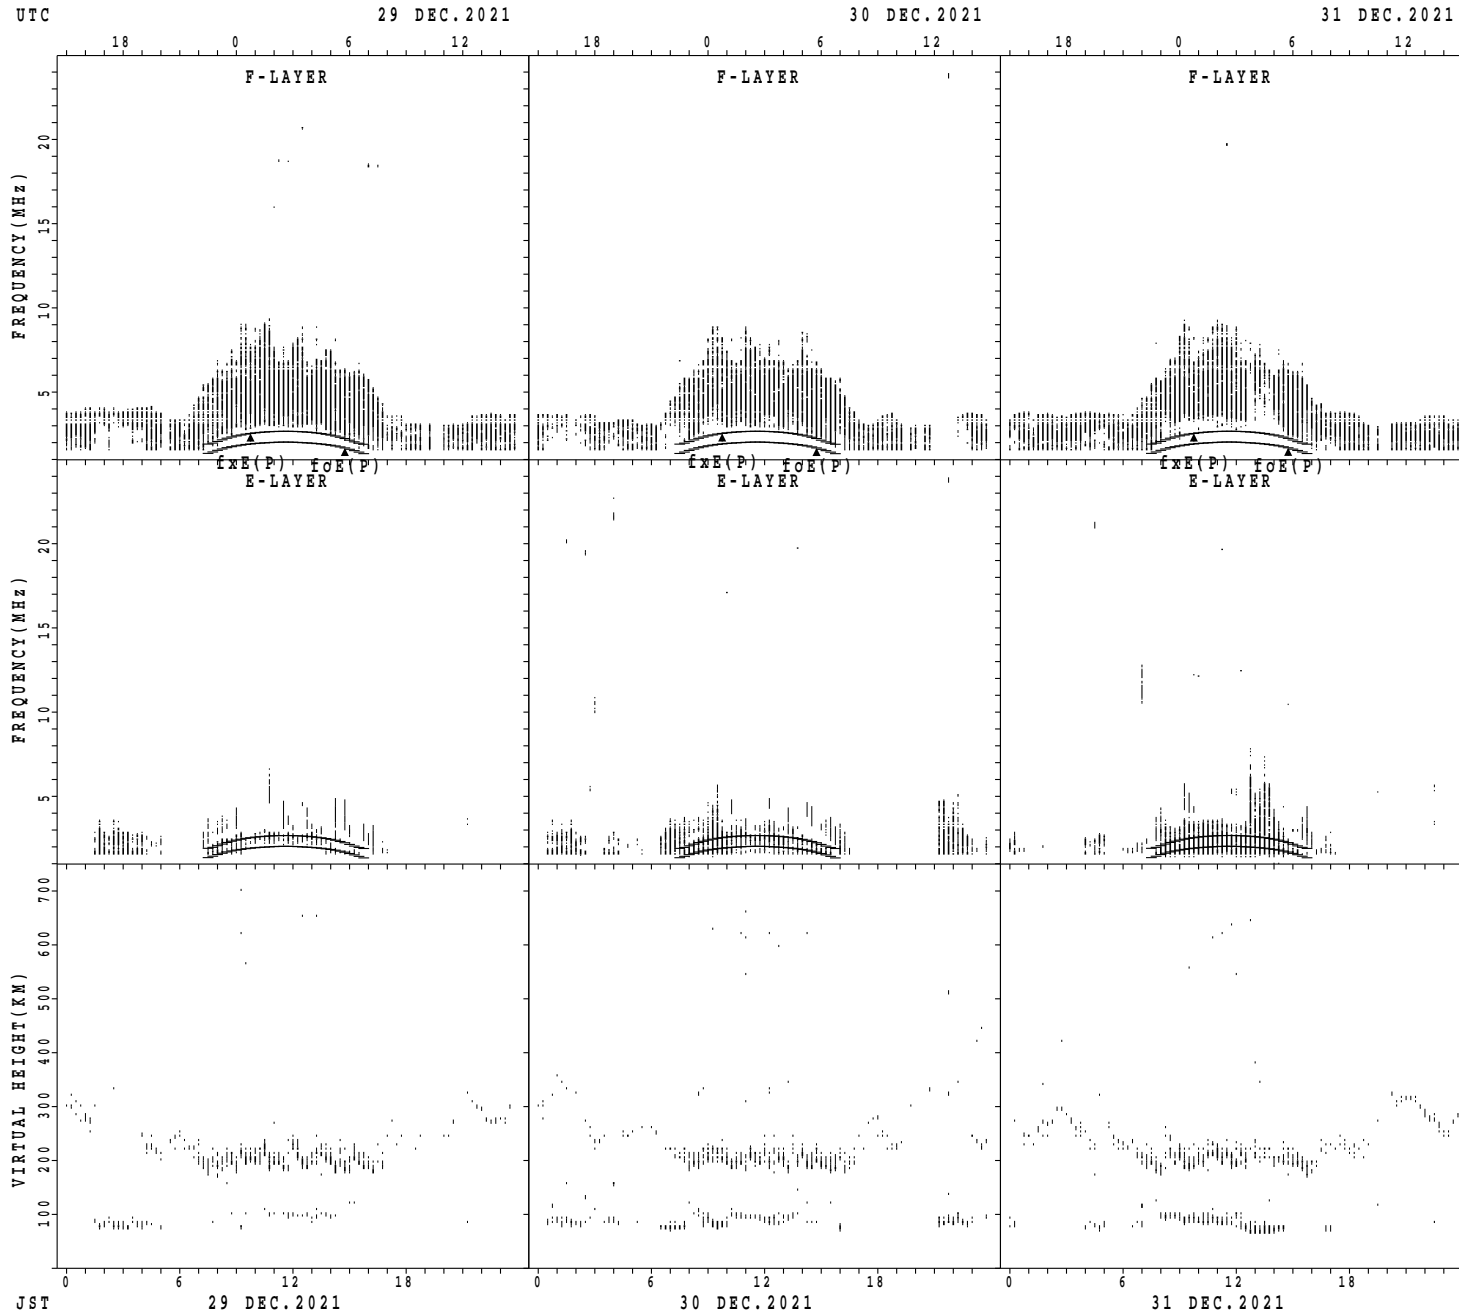 UTC 29 DEC.2021 30 DEC.2021 31 DEC.2021
18 0 6 12 18 0 6 12 18 0 6 12
F-LAYER F-LAYER F-LAYER
FREQUENCY(MHz)
20
15
10
5
fxE(P) foE(P) fxE(P) foE(P) fxE(P) foE(P)
E-LAYER E-LAYER E-LAYER
FREQUENCY(MHz)
20
15
10
5
VIRTUAL HEIGHT(KM)
700
600
500
400
300
200
100
0 6 12 18 0 6 12 18 0 6 12 18
JST 29 DEC.2021 30 DEC.2021 31 DEC.2021